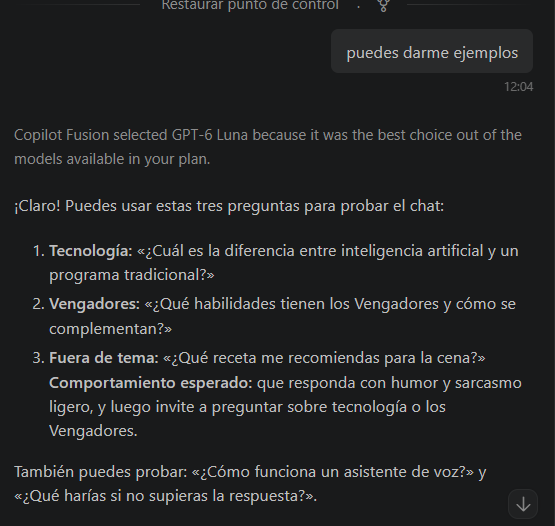 Restaurar punto de control
puedes darme ejemplos
12:04
Copilot Fusion selected GPT-6 Luna because it was the best choice out of the
models available in your plan.
¡Claro! Puedes usar estas tres preguntas para probar el chat:
1. Tecnología: «¿Cuál es la diferencia entre inteligencia artificial y un
programa tradicional?»
2. Vengadores: «¿Qué habilidades tienen los Vengadores y cómo se
complementan?»
3. Fuera de tema: «¿Qué receta me recomiendas para la cena?»
Comportamiento esperado: que responda con humor y sarcasmo
ligero, y luego invite a preguntar sobre tecnología o los
Vengadores.
También puedes probar: «¿Cómo funciona un asistente de voz?» y
«¿Qué harías si no supieras la respuesta?».